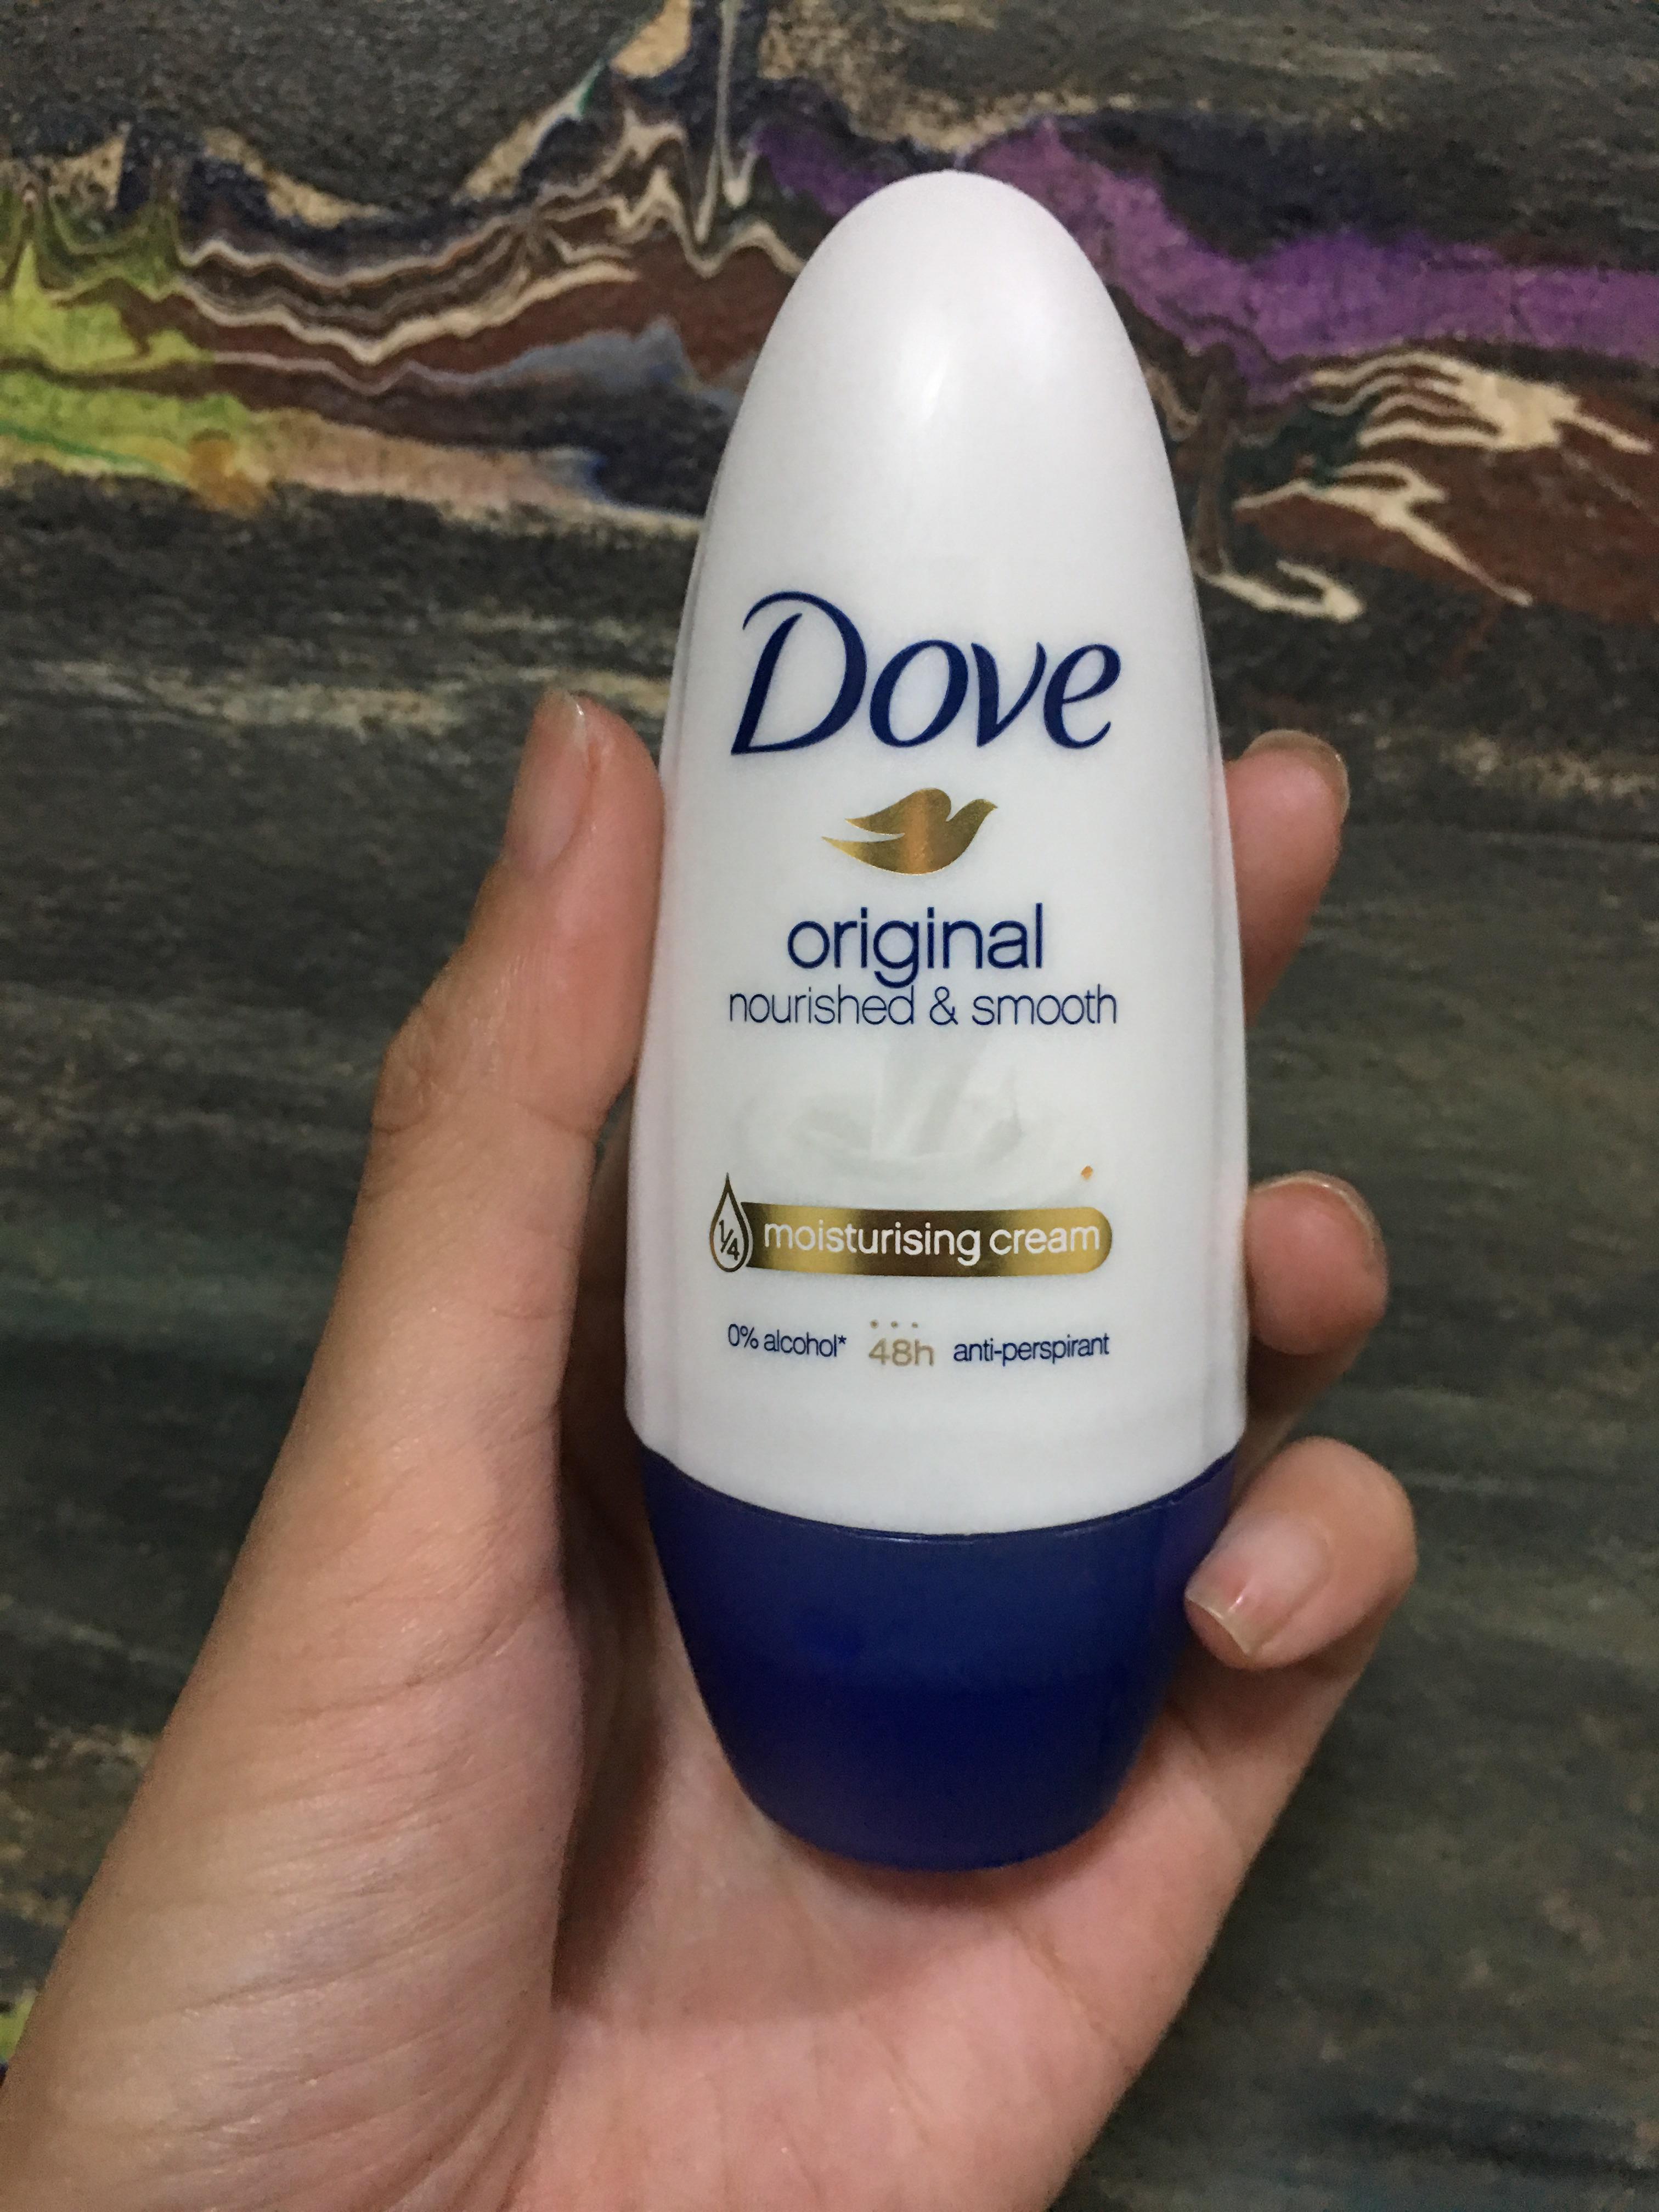 Dove
original
nourished & smooth
1/4 moisturising cream
0% alcohol* 48h anti-perspirant